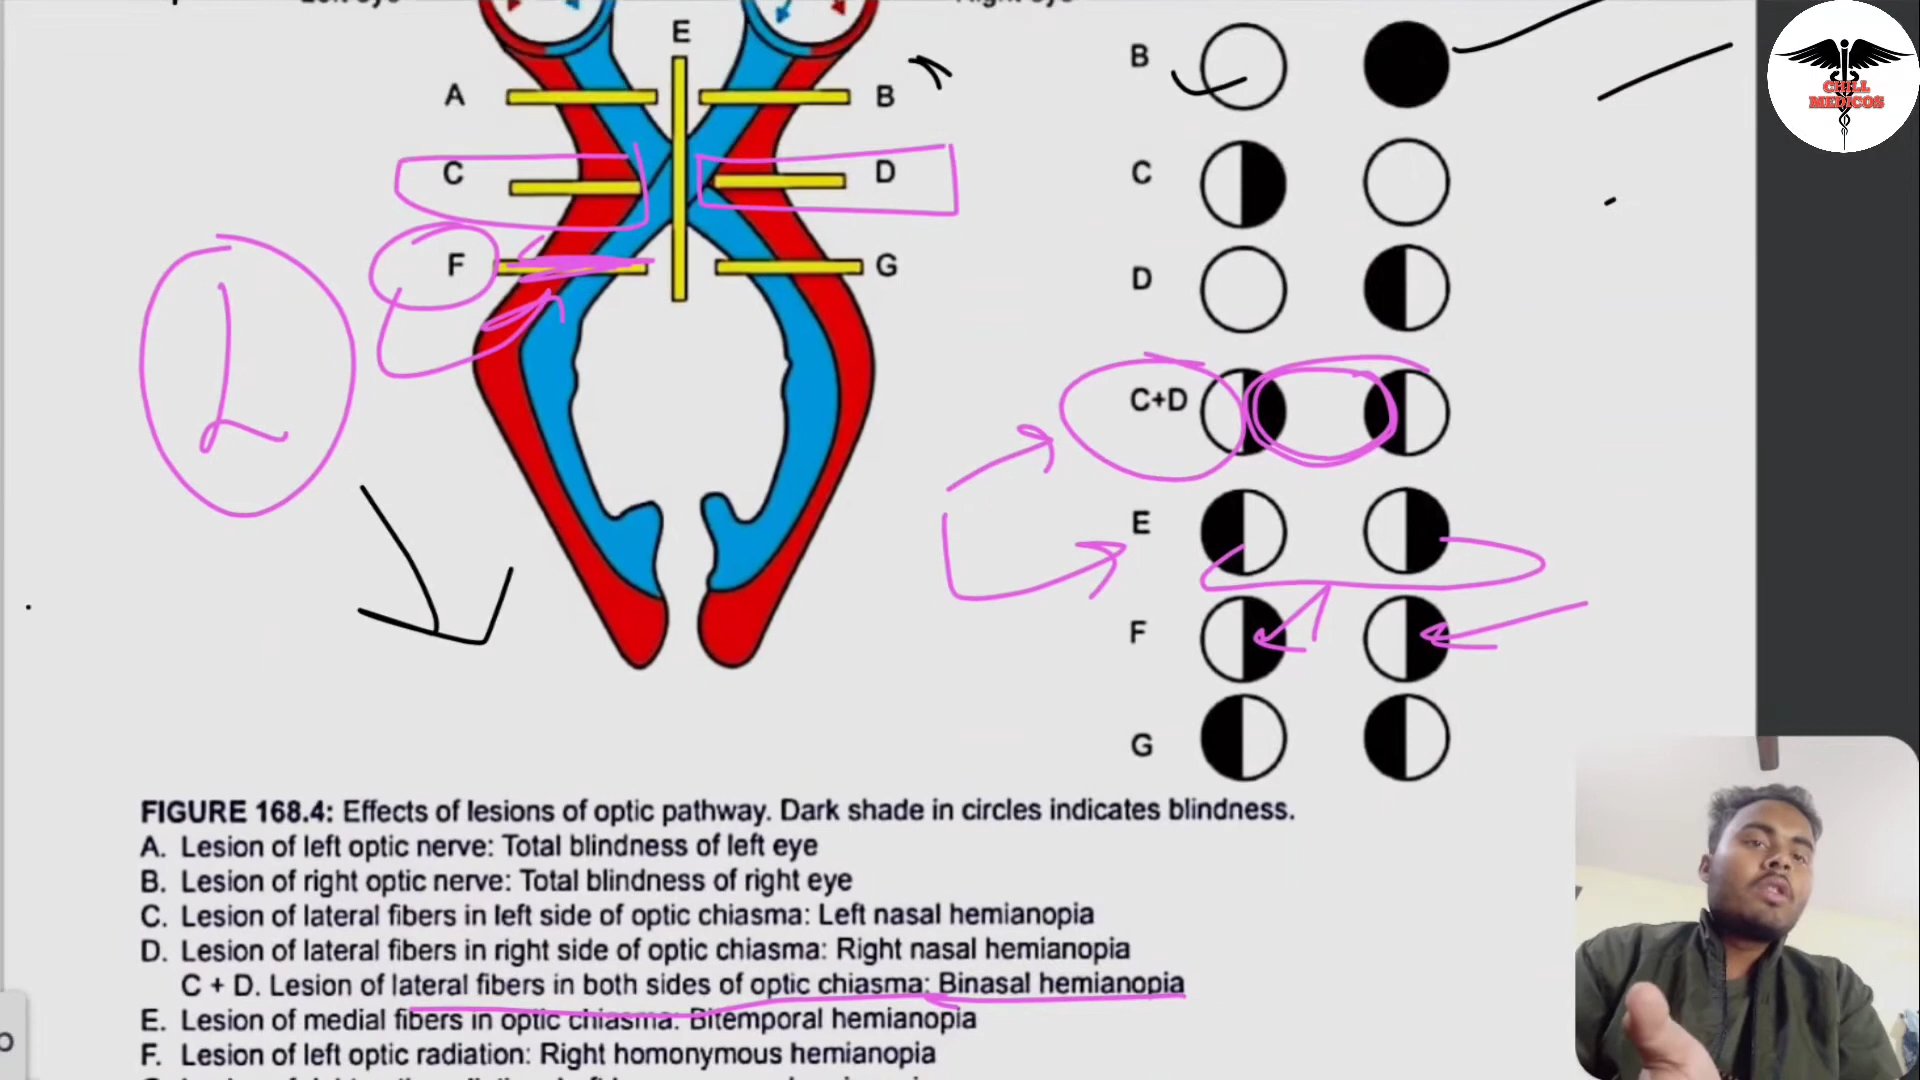 E
A
B
C
D
F
G
L
B
C
D
C+D
E
F
G
CHILL
MEDICOS
FIGURE 168.4: Effects of lesions of optic pathway. Dark shade in circles indicates blindness.
A. Lesion of left optic nerve: Total blindness of left eye
B. Lesion of right optic nerve: Total blindness of right eye
C. Lesion of lateral fibers in left side of optic chiasma: Left nasal hemianopia
D. Lesion of lateral fibers in right side of optic chiasma: Right nasal hemianopia
C + D. Lesion of lateral fibers in both sides of optic chiasma: Binasal hemianopia
E. Lesion of medial fibers in optic chiasma: Bitemporal hemianopia
F. Lesion of left optic radiation: Right homonymous hemianopia